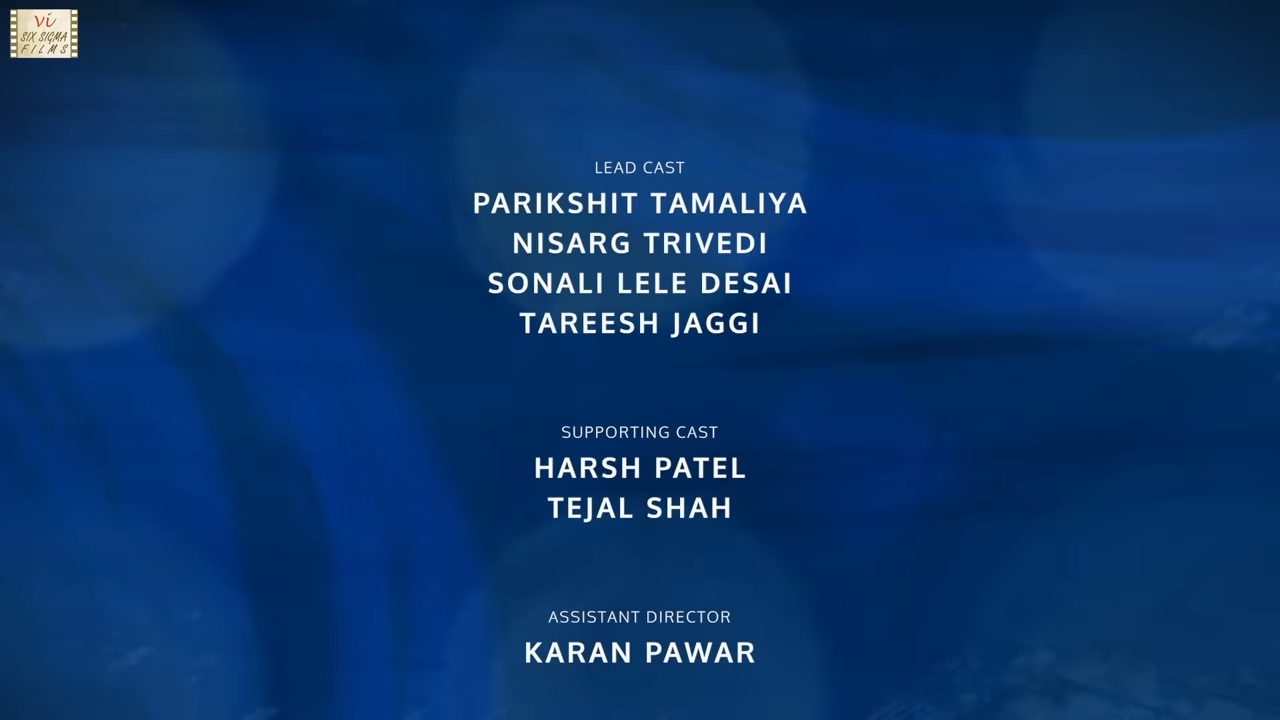 vi
SIX SIGMA
FILMS
LEAD CAST
PARIKSHIT TAMALIYA
NISARG TRIVEDI
SONALI LELE DESAI
TAREESH JAGGI
SUPPORTING CAST
HARSH PATEL
TEJAL SHAH
ASSISTANT DIRECTOR
KARAN PAWAR